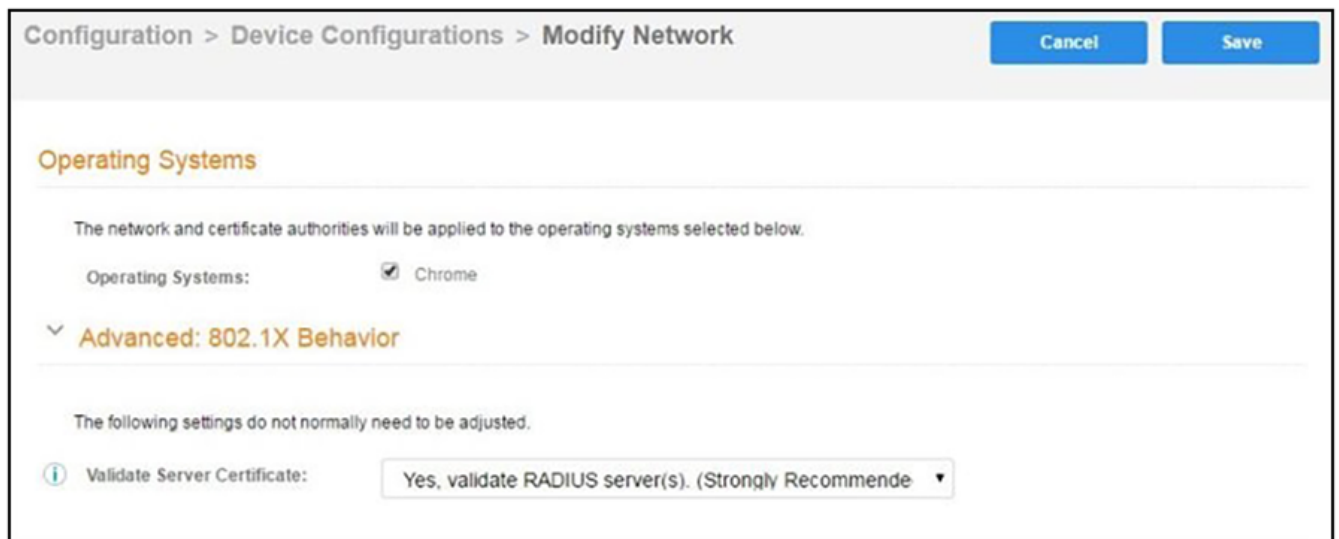 Configuration > Device Configurations > Modify Network
Cancel
Save
Operating Systems
The network and certificate authorities will be applied to the operating systems selected below.
Operating Systems:
Chrome
Advanced: 802.1X Behavior
The following settings do not normally need to be adjusted.
Validate Server Certificate:
Yes, validate RADIUS server(s). (Strongly Recommende